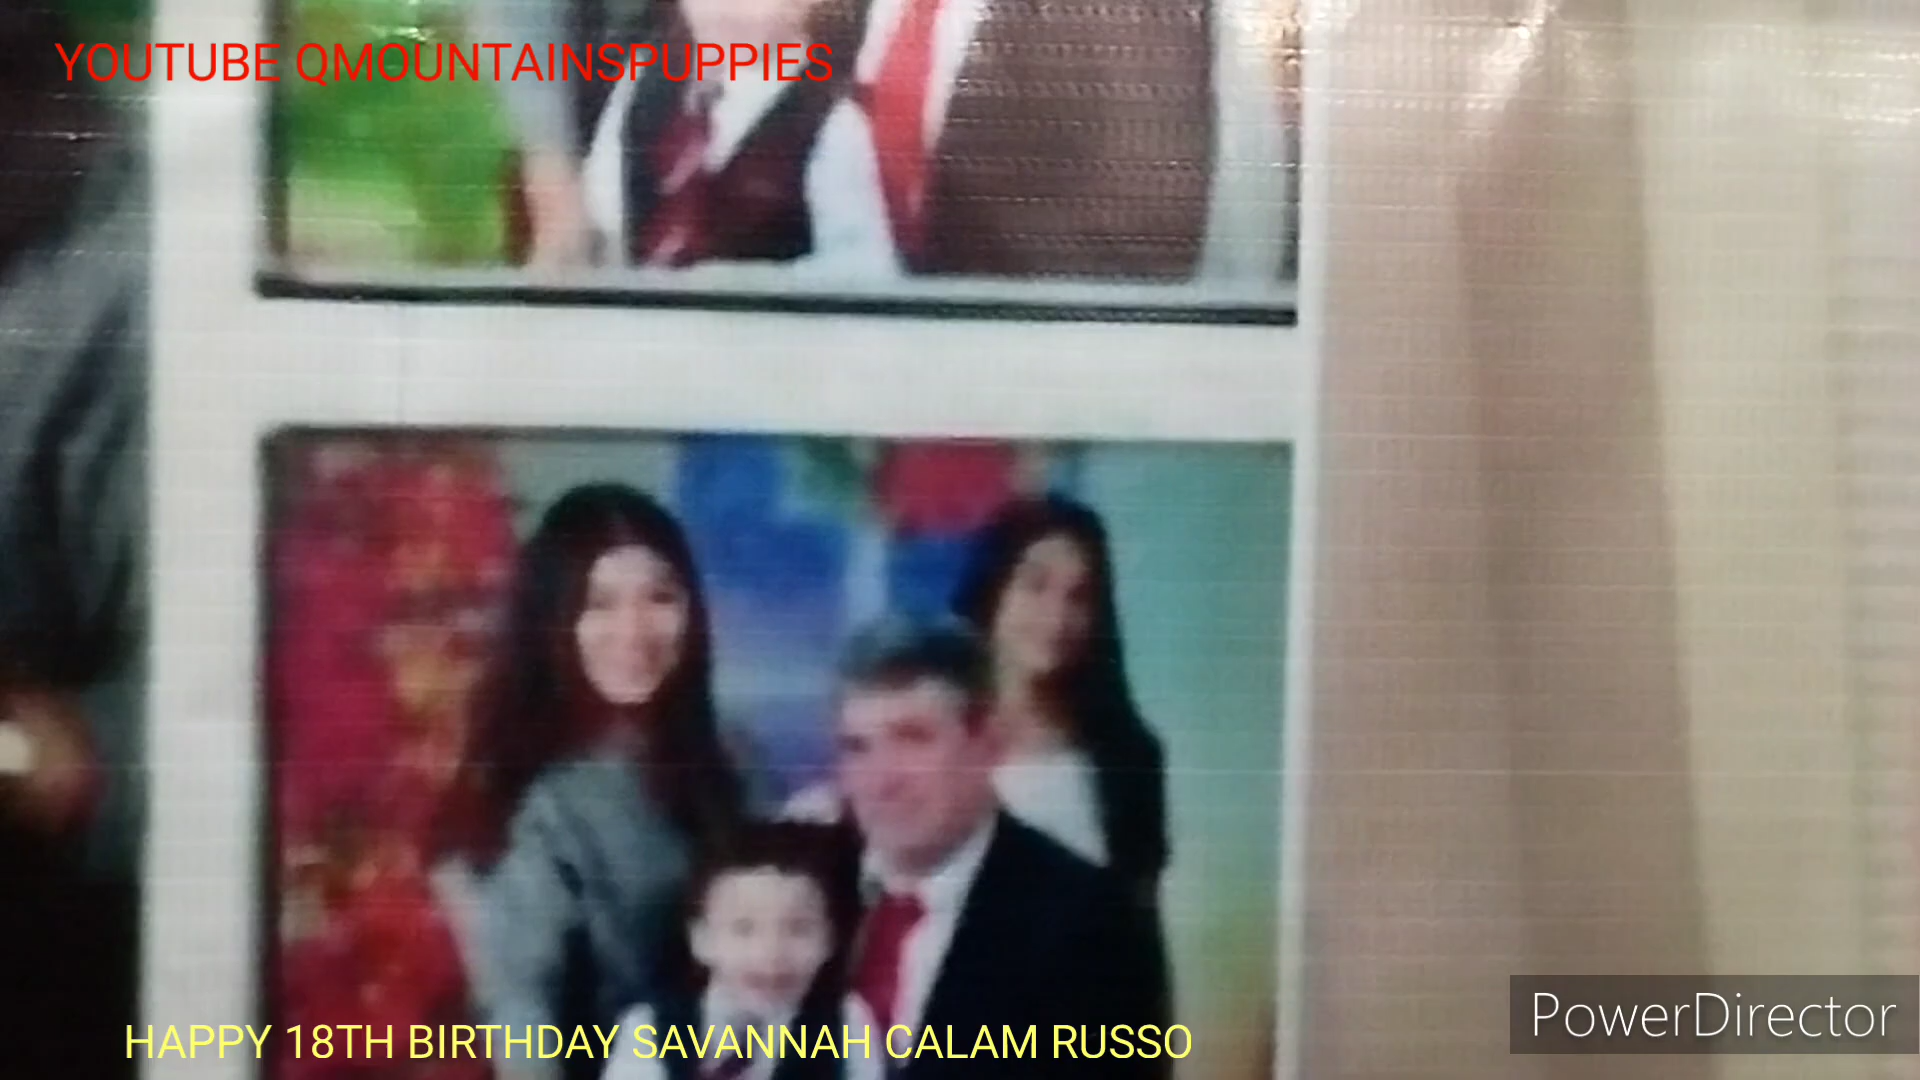 YOUTUBE QMOUNTAINSPUPPIES
HAPPY 18TH BIRTHDAY SAVANNAH CALAM RUSSO
PowerDirector